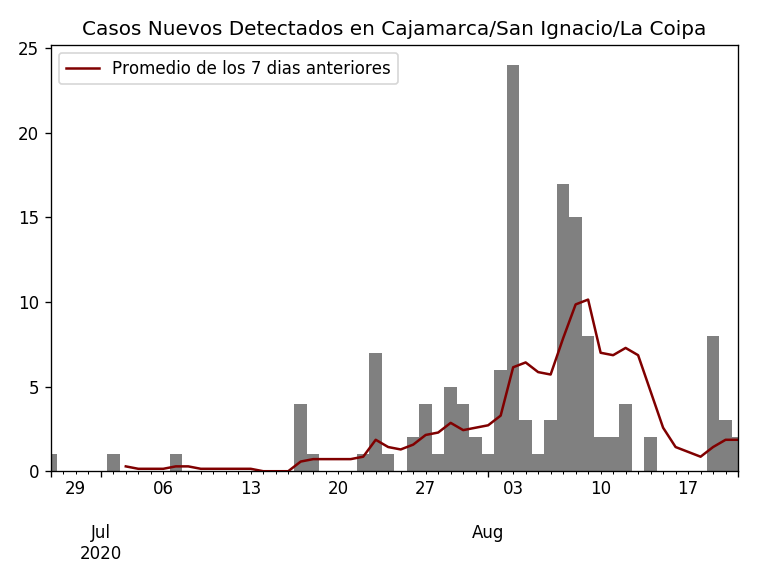 Casos Nuevos Detectados en Cajamarca/San Ignacio/La Coipa
Promedio de los 7 dias anteriores
25
20
15
10
5
0
29 06 13 20 27 03 10 17
Jul Aug
2020